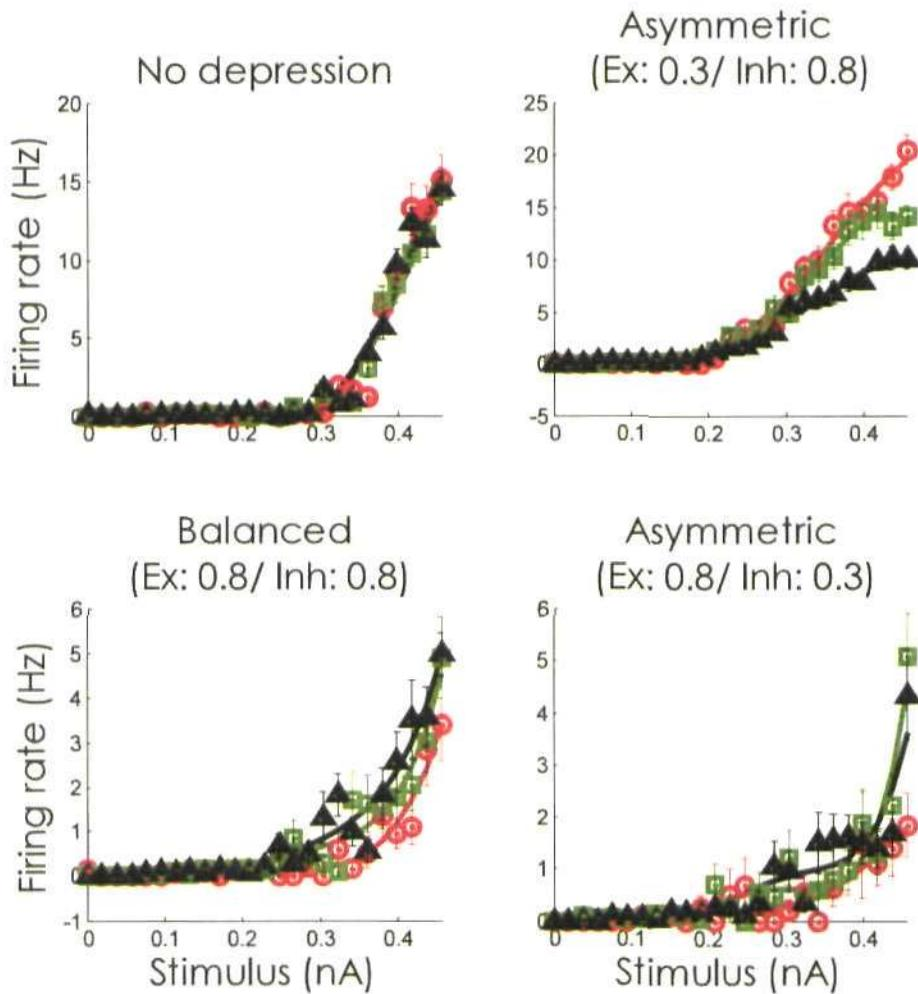 No depression
Asymmetric
(Ex: 0.3/ Inh: 0.8)
Firing rate (Hz)
20
15
10
5
0
0 0.1 0.2 0.3 0.4
25
20
15
10
5
0
-5
0 0.1 0.2 0.3 0.4
Balanced
(Ex: 0.8/ Inh: 0.8)
Asymmetric
(Ex: 0.8/ Inh: 0.3)
Firing rate (Hz)
6
5
4
3
2
1
0
-1
0 0.1 0.2 0.3 0.4
Stimulus (nA)
6
5
4
3
2
1
0
0 0.1 0.2 0.3 0.4
Stimulus (nA)